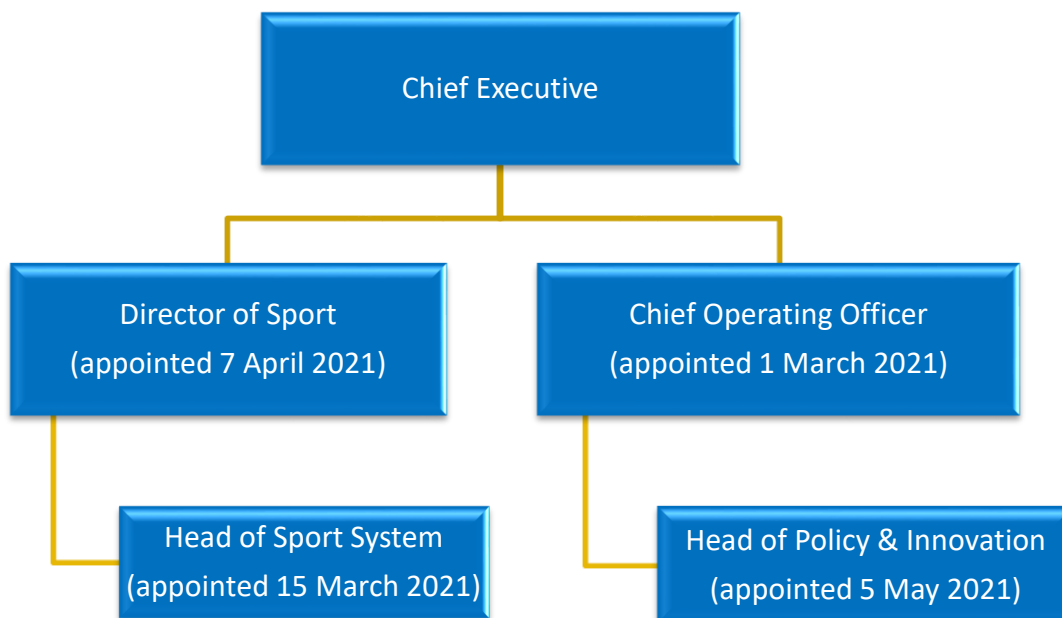 Chief Executive
Director of Sport
(appointed 7 April 2021)
Chief Operating Officer
(appointed 1 March 2021)
Head of Sport System
(appointed 15 March 2021)
Head of Policy & Innovation
(appointed 5 May 2021)